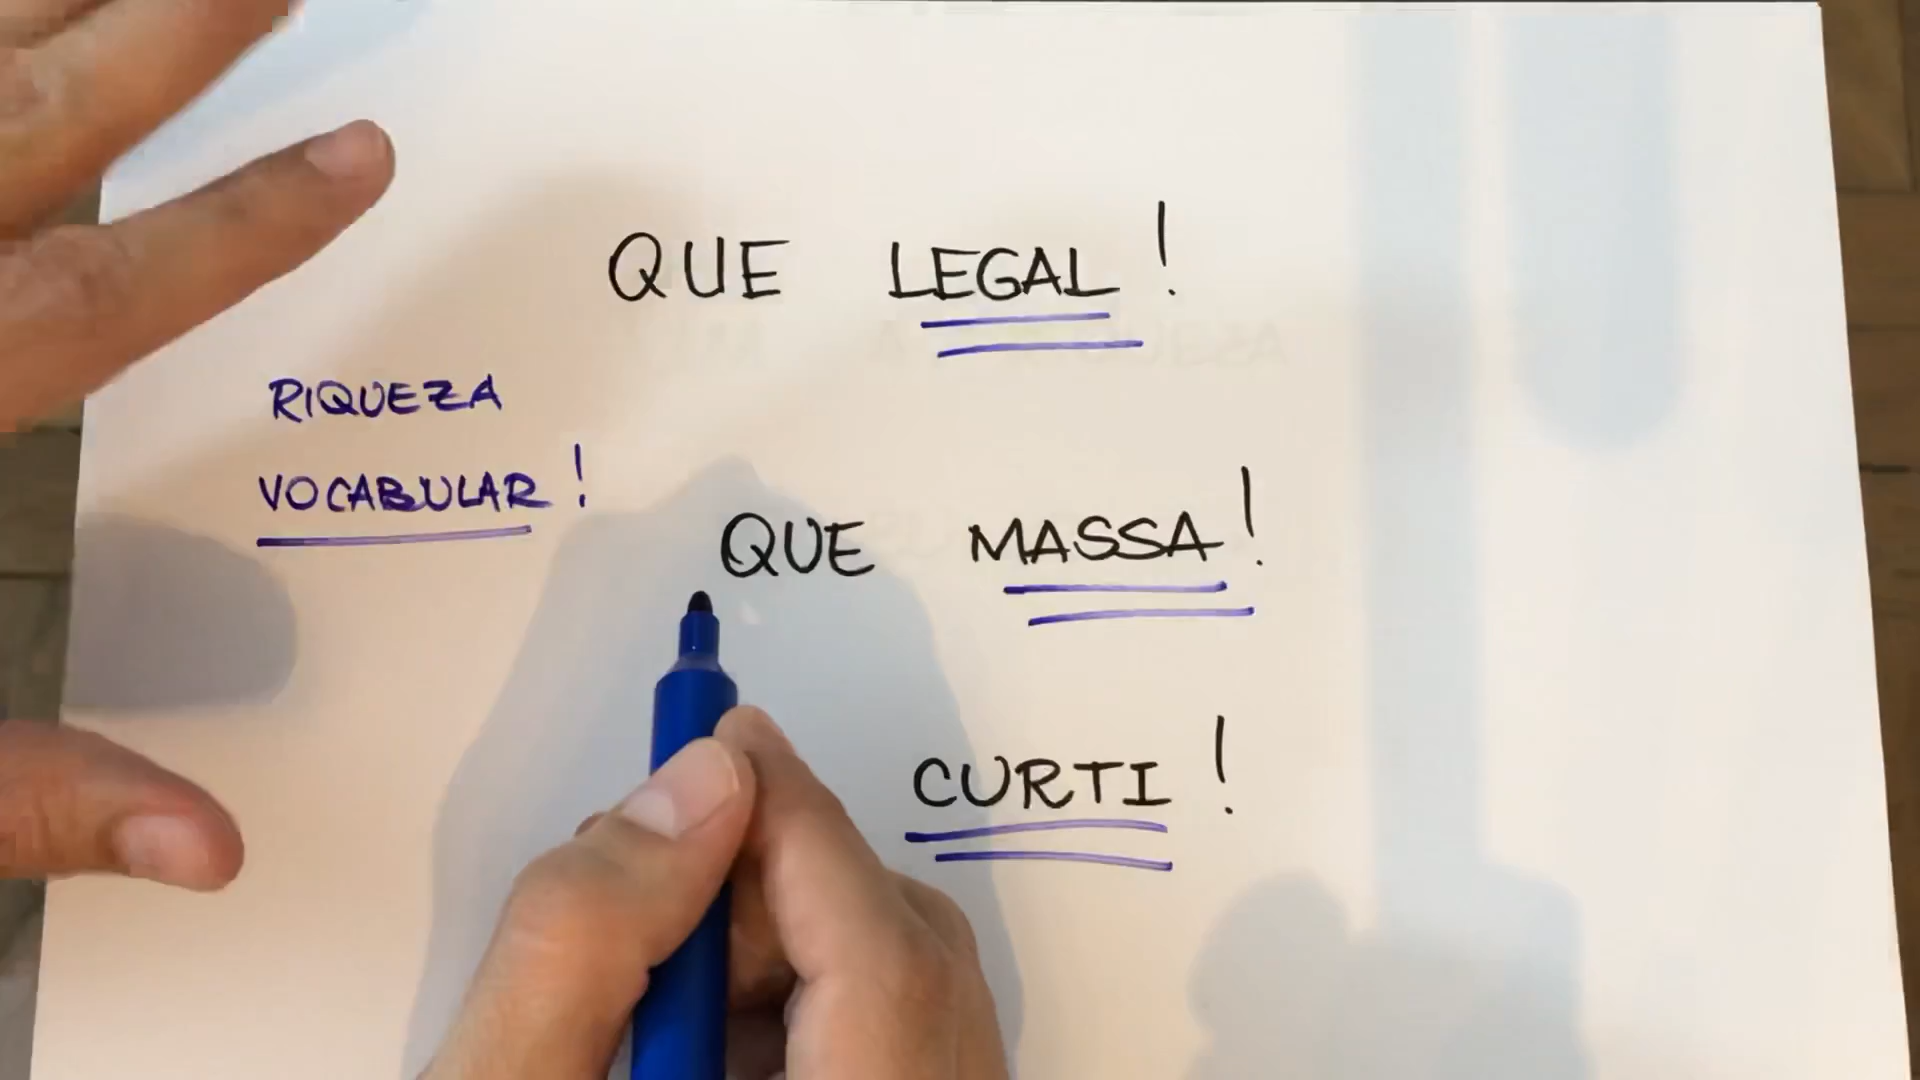 QUE LEGAL!
RIQUEZA
VOCABULAR!
QUE MASSA!
CURTI!